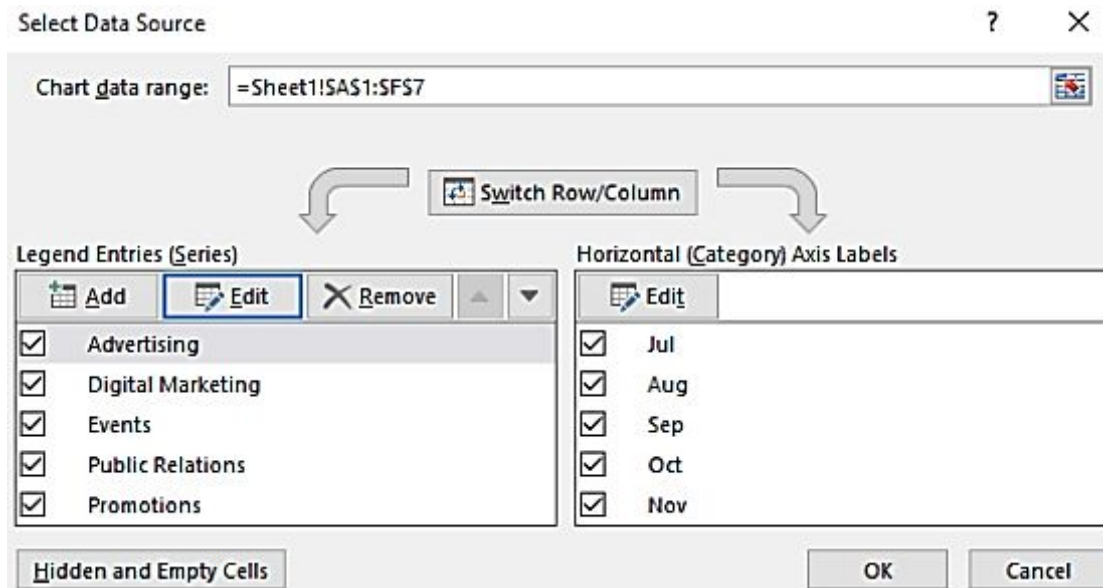 Select Data Source ?
Chart data range: =Sheet1!$A$1:$F$7
Switch Row/Column
Legend Entries (Series)
Add Edit Remove
Advertising
Digital Marketing
Events
Public Relations
Promotions
Horizontal (Category) Axis Labels
Edit
Jul
Aug
Sep
Oct
Nov
Hidden and Empty Cells OK Cancel